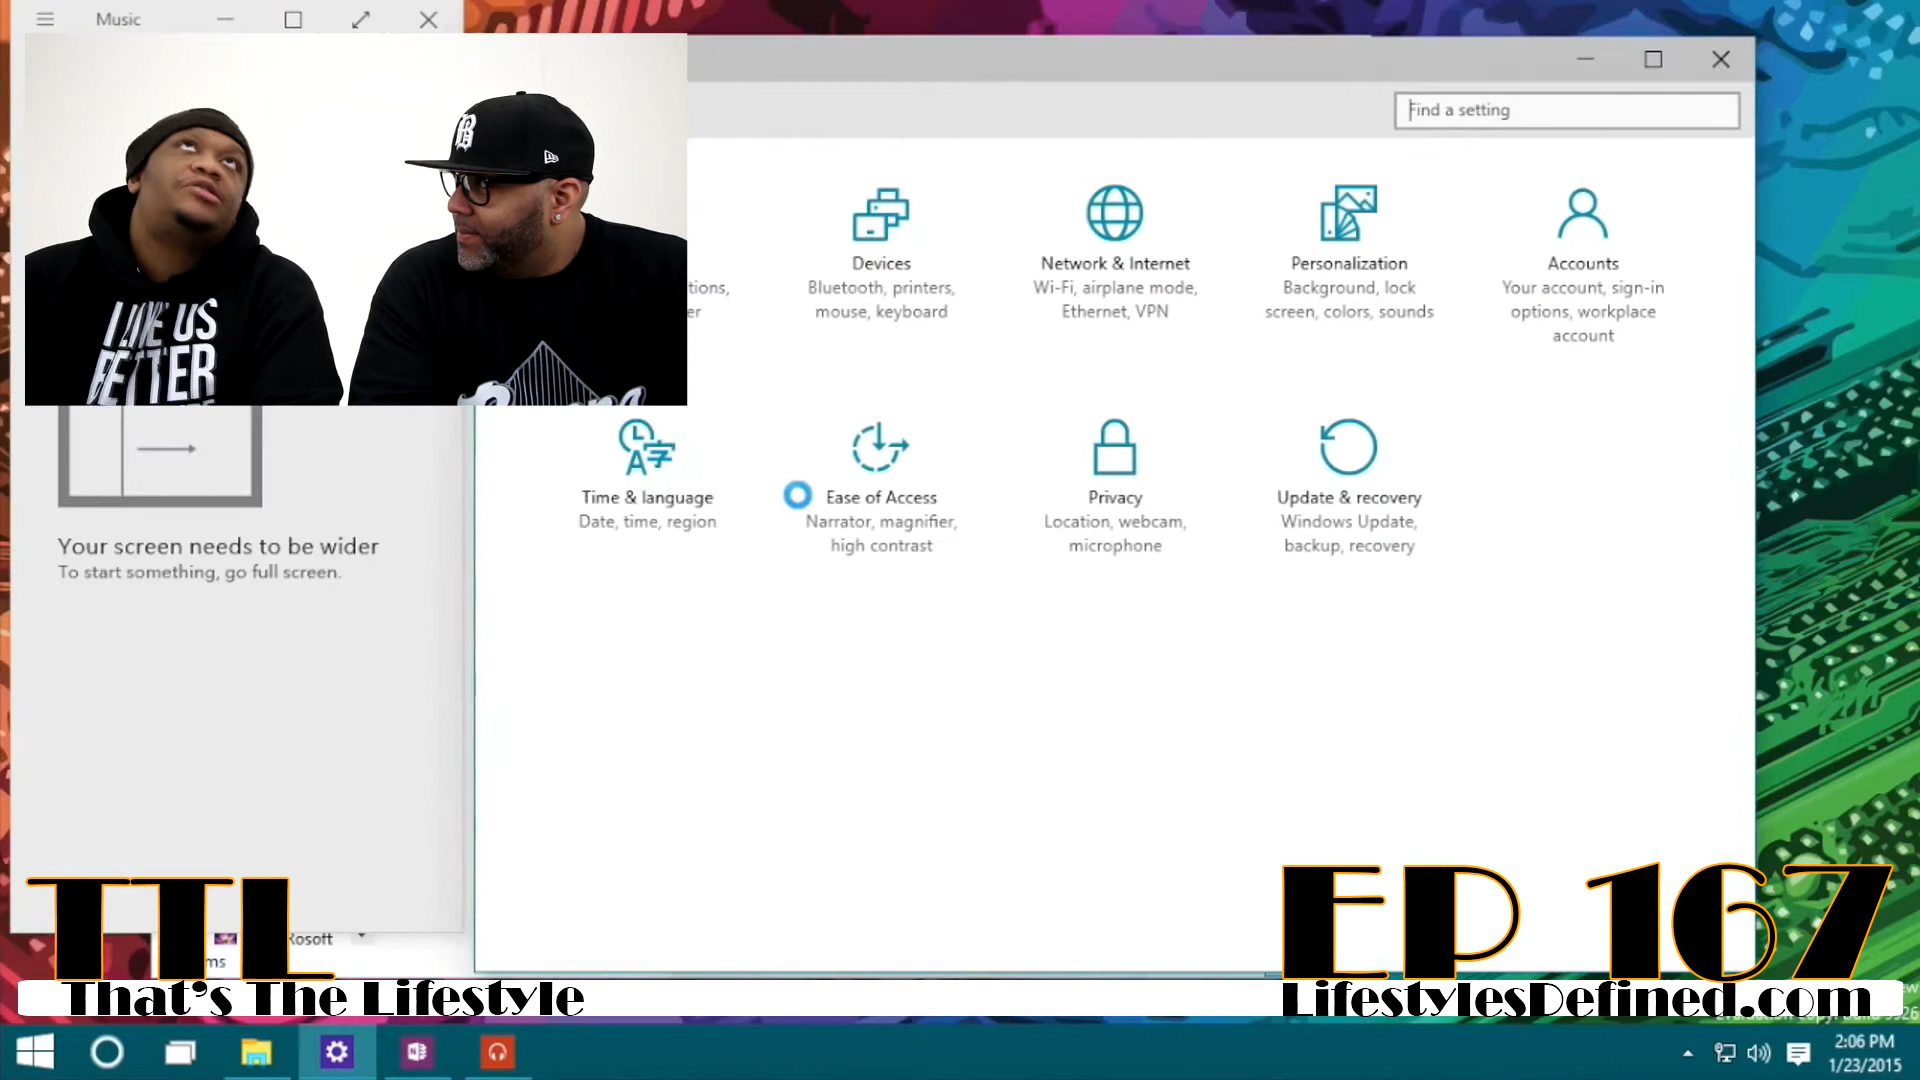 Music
Find a setting
I LIKE US
BETTER
tions,
er
Devices
Bluetooth, printers,
mouse, keyboard
Network & Internet
Wi-Fi, airplane mode,
Ethernet, VPN
Personalization
Background, lock
screen, colors, sounds
Accounts
Your account, sign-in
options, workplace
account
Time & language
Date, time, region
Ease of Access
Narrator, magnifier,
high contrast
Privacy
Location, webcam,
microphone
Update & recovery
Windows Update,
backup, recovery
Your screen needs to be wider
To start something, go full screen.
rosoft
ms
TTL
That's The Lifestyle
EP 167
LifestylesDefined.com
2:06 PM
1/23/2015